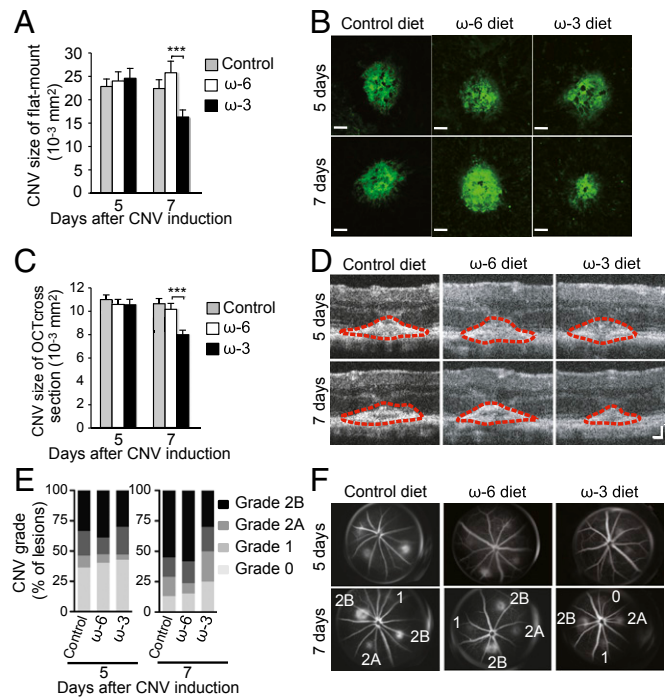 A
CNV size of flat-mount
(10-3 mm2)
40
30
20
10
0
***
Control
ω-6
ω-3
5
7
Days after CNV induction
B
Control diet
ω-6 diet
ω-3 diet
5 days
7 days
C
CNV size of OCTcross
section (10-3 mm2)
12
10
8
6
4
2
0
***
Control
ω-6
ω-3
5
7
Days after CNV induction
D
Control diet
ω-6 diet
ω-3 diet
5 days
7 days
E
CNV grade
(% of lesions)
100
75
50
25
0
100
75
50
25
0
Grade 2B
Grade 2A
Grade 1
Grade 0
Control
ω-6
ω-3
Control
ω-6
ω-3
5
7
Days after CNV induction
F
Control diet
ω-6 diet
ω-3 diet
5 days
7 days
2B
1
2B
2A
2B
1
2A
2B
0
2B
2A
1